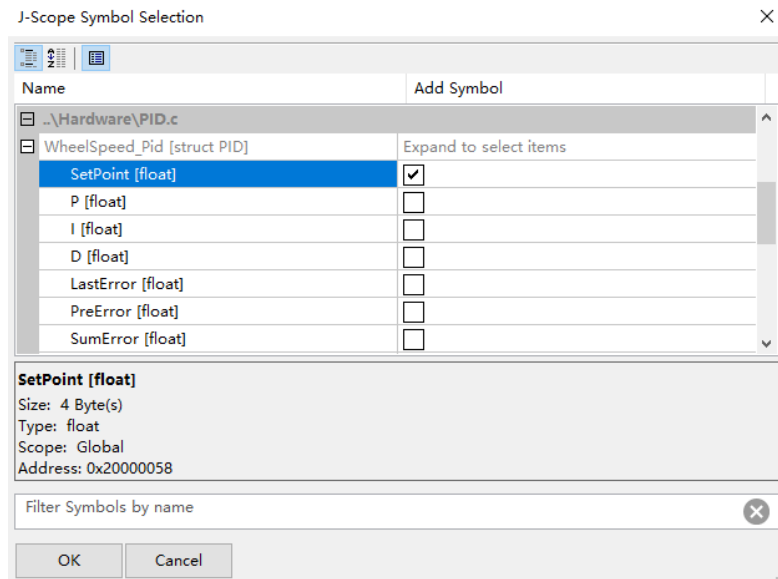 J-Scope Symbol Selection
Name Add Symbol
..\Hardware\PID.c
WheelSpeed_Pid [struct PID] Expand to select items
SetPoint [float]
P [float]
I [float]
D [float]
LastError [float]
PreError [float]
SumError [float]
SetPoint [float]
Size: 4 Byte(s)
Type: float
Scope: Global
Address: 0x20000058
Filter Symbols by name
OK Cancel